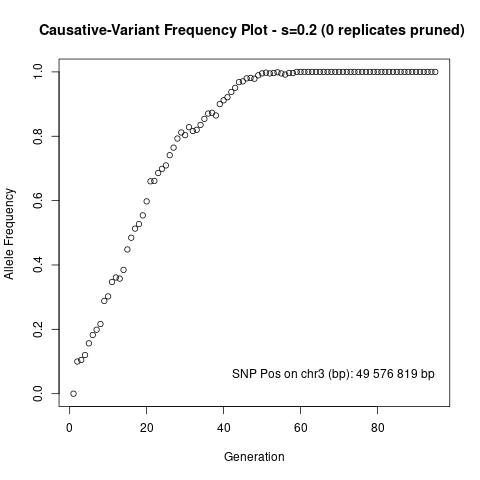 Causative-Variant Frequency Plot - s=0.2 (0 replicates pruned)
Allele Frequency
1.0
0.8
0.6
0.4
0.2
0.0
SNP Pos on chr3 (bp): 49 576 819 bp
0 20 40 60 80
Generation